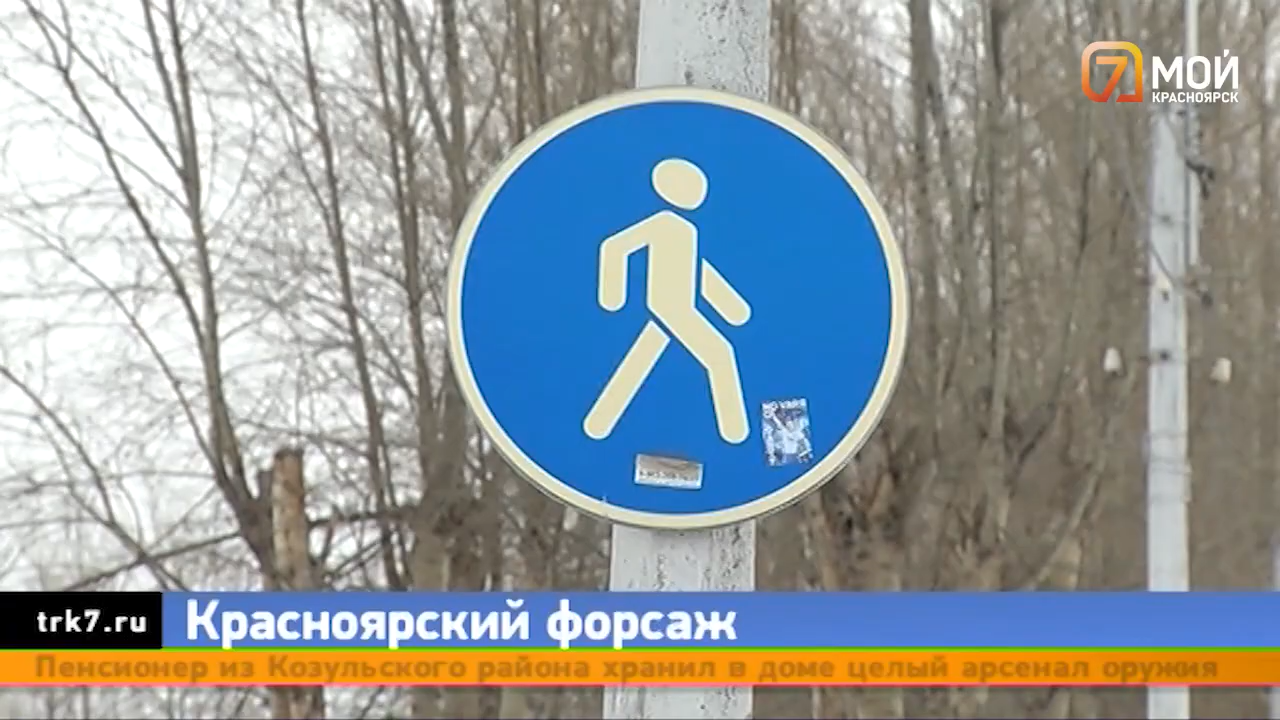 7 МОЙ
КРАСНОЯРСК
trk7.ru
Красноярский форсаж
Пенсионер из Козульского района хранил в доме целый арсенал оружия